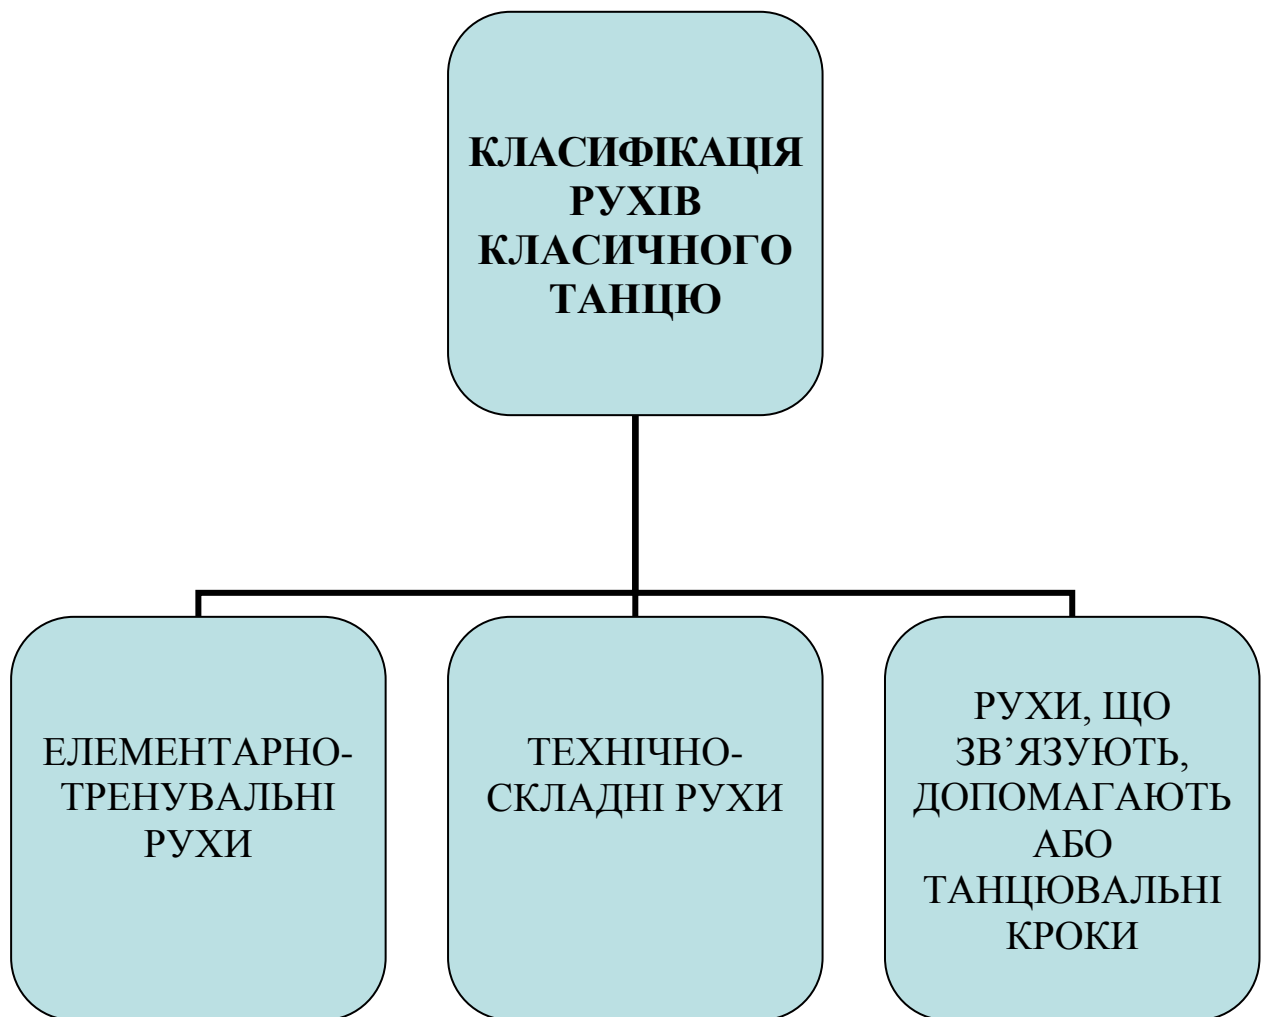 КЛАСИФІКАЦІЯ
РУХІВ
КЛАСИЧНОГО
ТАНЦЮ
ЕЛЕМЕНТАРНО-
ТРЕНУВАЛЬНІ
РУХИ
ТЕХНІЧНО-
СКЛАДНІ РУХИ
РУХИ, ЩО
ЗВ’ЯЗУЮТЬ,
ДОПОМАГАЮТЬ
АБО
ТАНЦЮВАЛЬНІ
КРОКИ